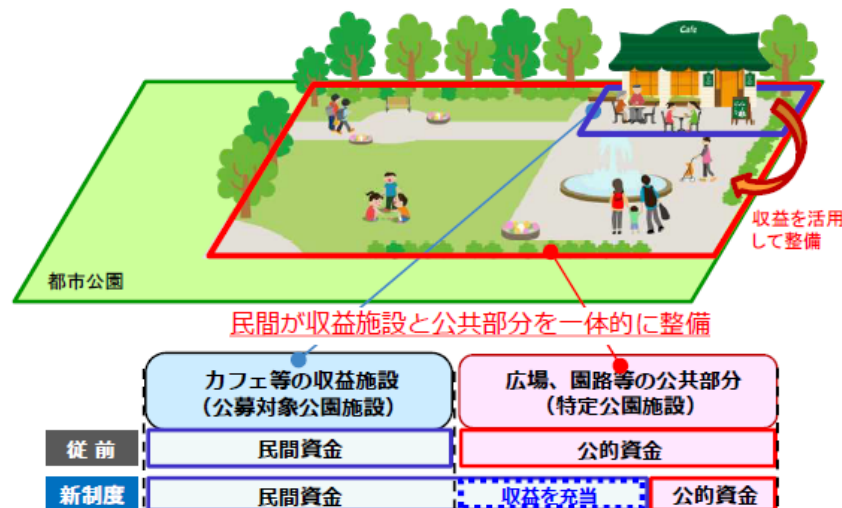 Cafe
収益を活用
して整備
都市公園
民間が収益施設と公共部分を一体的に整備
カフェ等の収益施設
（公募対象公園施設）
広場、園路等の公共部分
（特定公園施設）
従 前
民間資金
公的資金
新制度
民間資金
収益を充当
公的資金